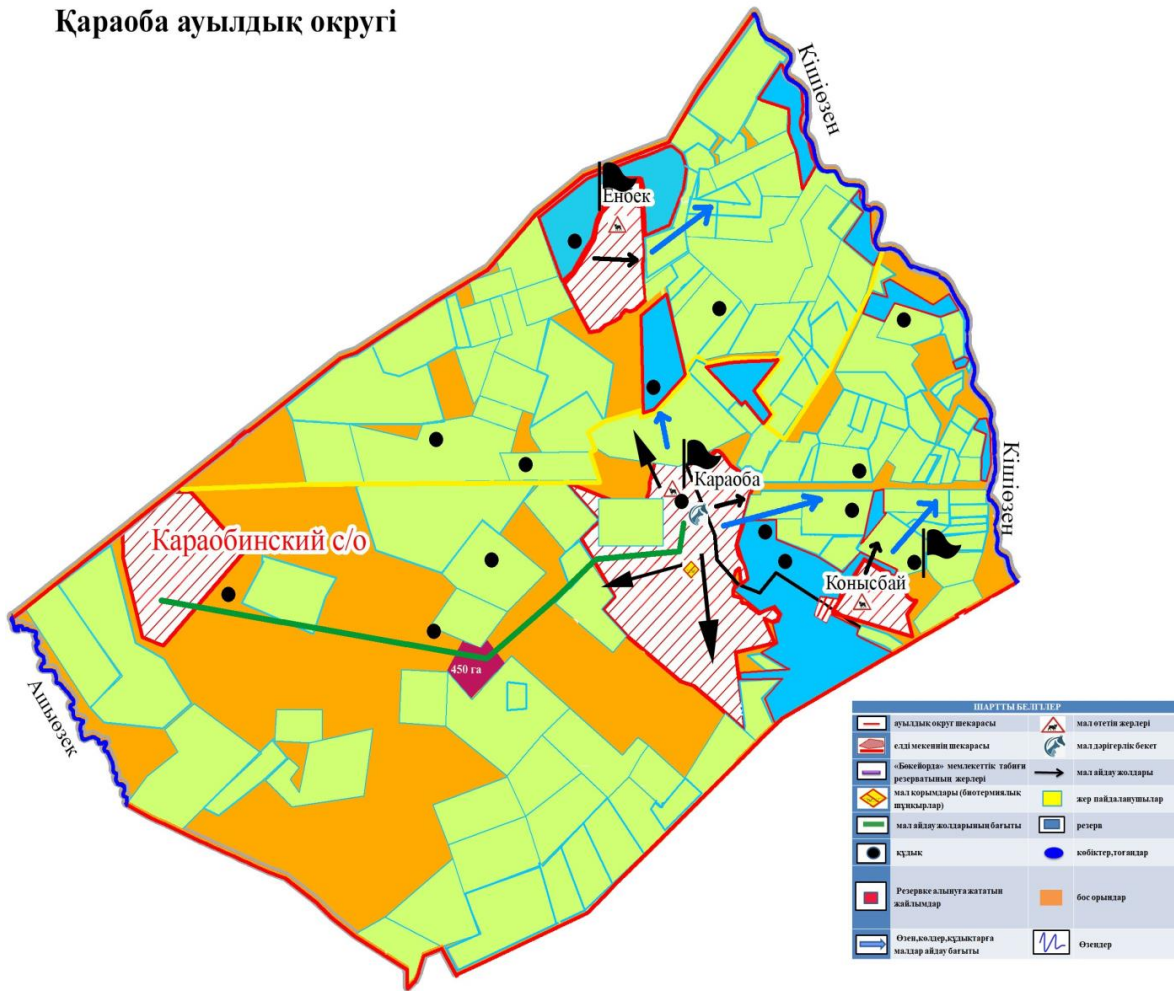 Қараоба ауылдық округі
Кішіөзен
Еноек
Караоба
Кішіөзен
Караобинский с/о
Конысбай
450 га
Ащыөзек
ШАРТТЫ БЕЛГІЛЕР
ауылдық округ шекарасы
мал өтетін жерлері
елді мекеннің шекарасы
мал дәрігерлік бекет
«Бөкейорда» мемлекеттік табиғи
резерватының жерлері
мал айдау жолдары
мал қорымдары (биотермиялық
шұңқырлар)
жер пайдаланушылар
мал айдау жолдарының бағыты
резерв
құдық
көбіктер,тоғандар
Резервке алынуға жататын
жайлымдар
бос орындар
Өзен,көлдер,құдықтарға
малдар айдау бағыты
Өзендер